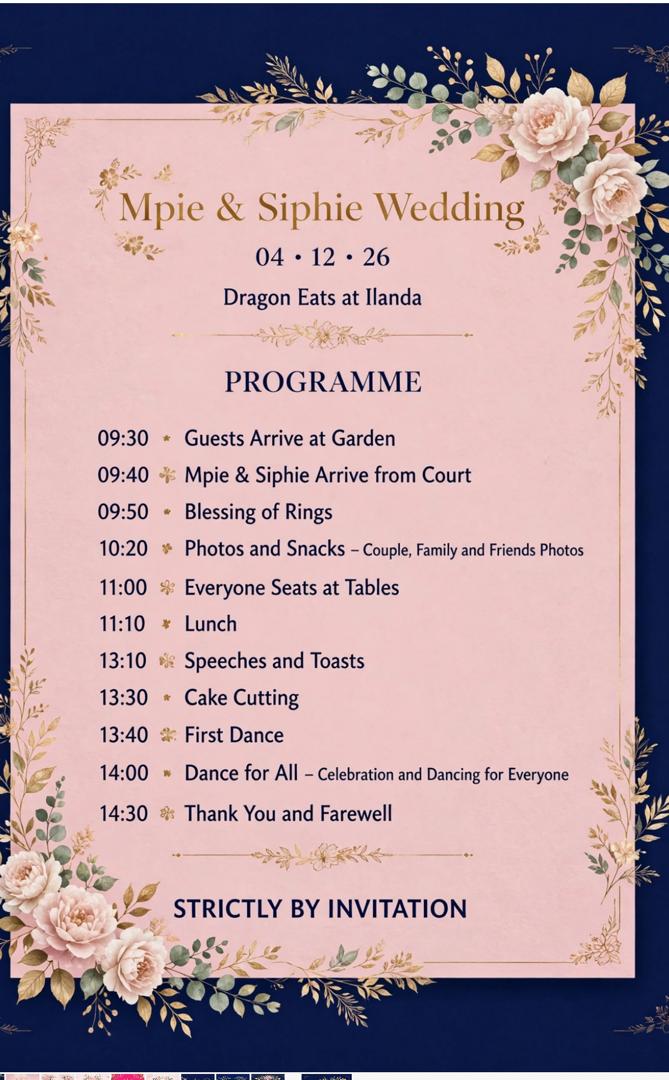 Mpie & Siphie Wedding
04 • 12 • 26
Dragon Eats at Ilanda
PROGRAMME
09:30 Guests Arrive at Garden
09:40 Mpie & Siphie Arrive from Court
09:50 Blessing of Rings
10:20 Photos and Snacks – Couple, Family and Friends Photos
11:00 Everyone Seats at Tables
11:10 Lunch
13:10 Speeches and Toasts
13:30 Cake Cutting
13:40 First Dance
14:00 Dance for All – Celebration and Dancing for Everyone
14:30 Thank You and Farewell
STRICTLY BY INVITATION